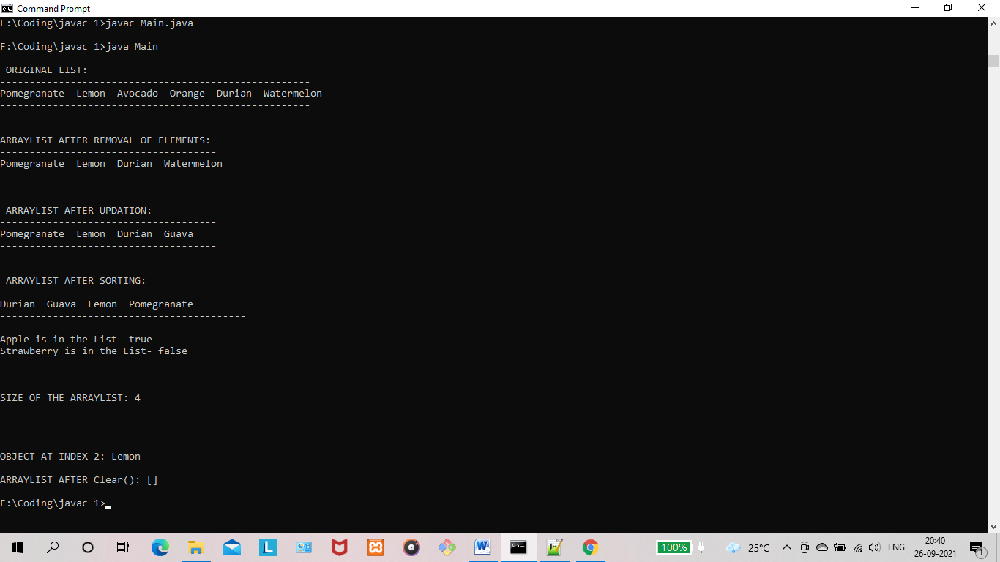 Command Prompt
F:\Coding\javac 1>javac Main.java
F:\Coding\javac 1>java Main
ORIGINAL LIST:
-----------------------------------------------------
Pomegranate  Lemon  Avocado  Orange  Durian  Watermelon
-----------------------------------------------------
ARRAYLIST AFTER REMOVAL OF ELEMENTS:
-------------------------------------
Pomegranate  Lemon  Durian  Watermelon
-------------------------------------
ARRAYLIST AFTER UPDATION:
-------------------------------------
Pomegranate  Lemon  Durian  Guava
-------------------------------------
ARRAYLIST AFTER SORTING:
-------------------------------------
Durian  Guava  Lemon  Pomegranate
------------------------------------------
Apple is in the List- true
Strawberry is in the List- false
------------------------------------------
SIZE OF THE ARRAYLIST: 4
------------------------------------------
OBJECT AT INDEX 2: Lemon
ARRAYLIST AFTER Clear(): []
F:\Coding\javac 1>
100% 25°C ENG 20:40
26-09-2021 1